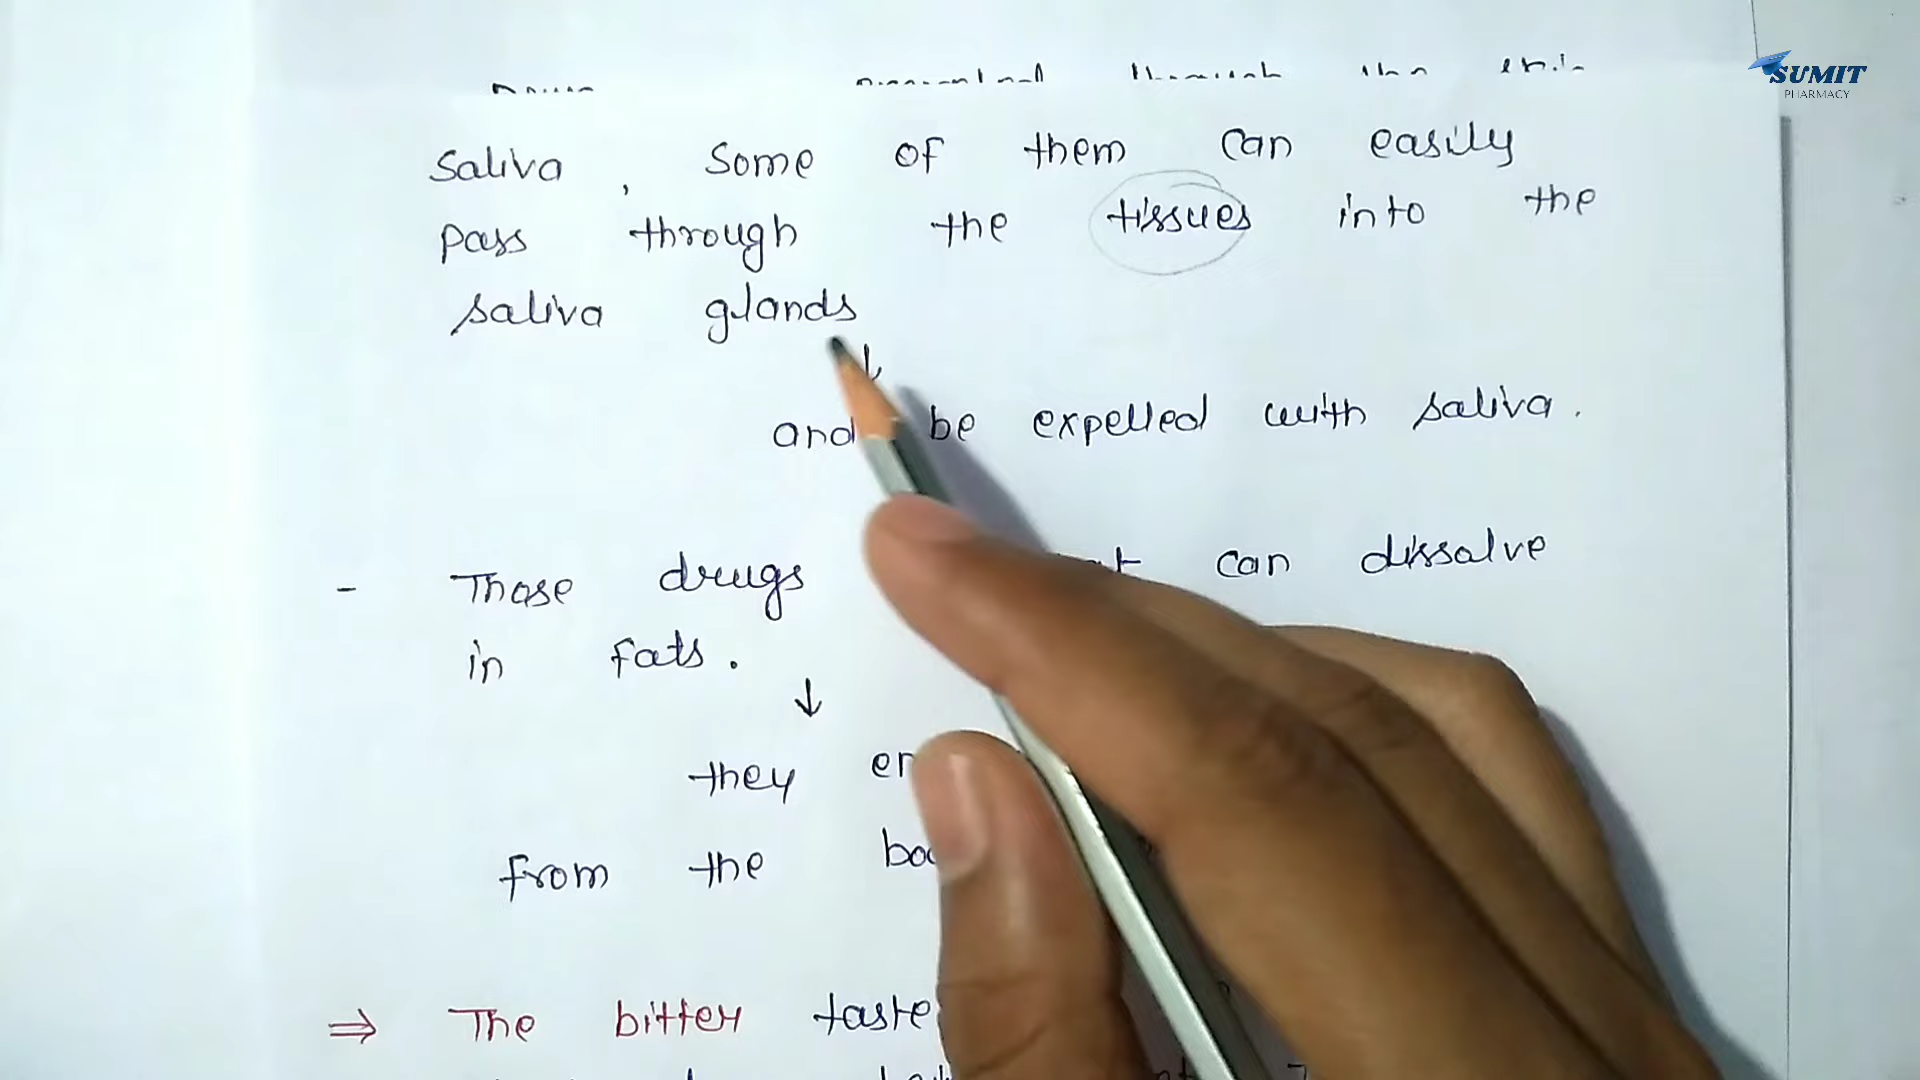 SUMIT
PHARMACY
Saliva, Some of them can easily
pass through the tissues into the
saliva glands
↓
and be expelled with saliva.
- Those drugs can dissolve
in fats.
↓
they
from the
⇒ The bitter taste